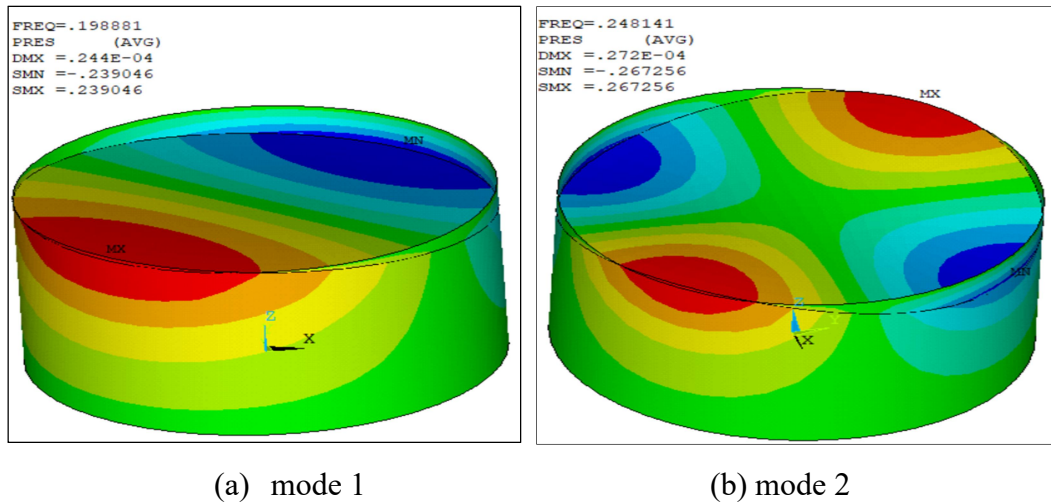 FREQ=.198881
PRES (AVG)
DMX =.244E-04
SMN =-.239046
SMX =.239046
MN
MX
Z
X
FREQ=.248141
PRES (AVG)
DMX =.272E-04
SMN =-.267256
SMX =.267256
MX
MN
Z
Y
X
(a) mode 1
(b) mode 2